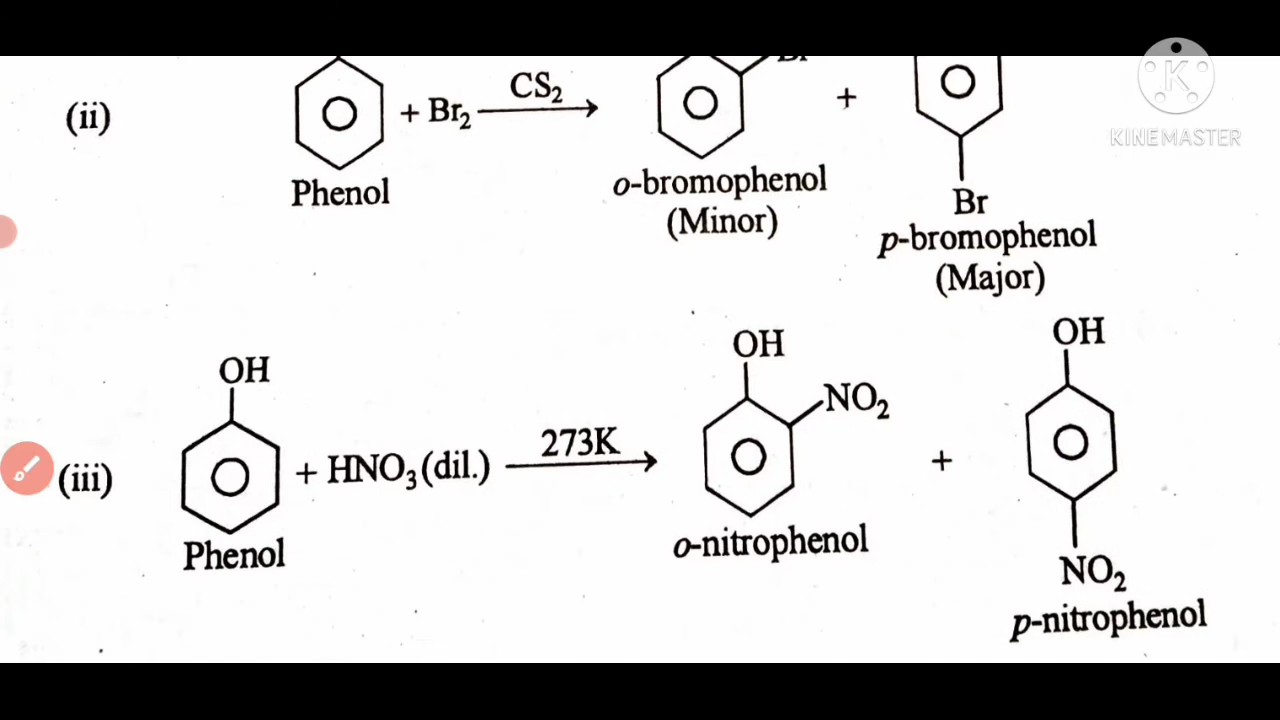 (ii) + Br₂ CS₂ +
Phenol
o-bromophenol
(Minor)
Br
p-bromophenol
(Major)
(iii) OH + HNO₃ (dil.) 273K OH NO₂ + OH
Phenol
o-nitrophenol
NO₂
p-nitrophenol
K
KINEMASTER